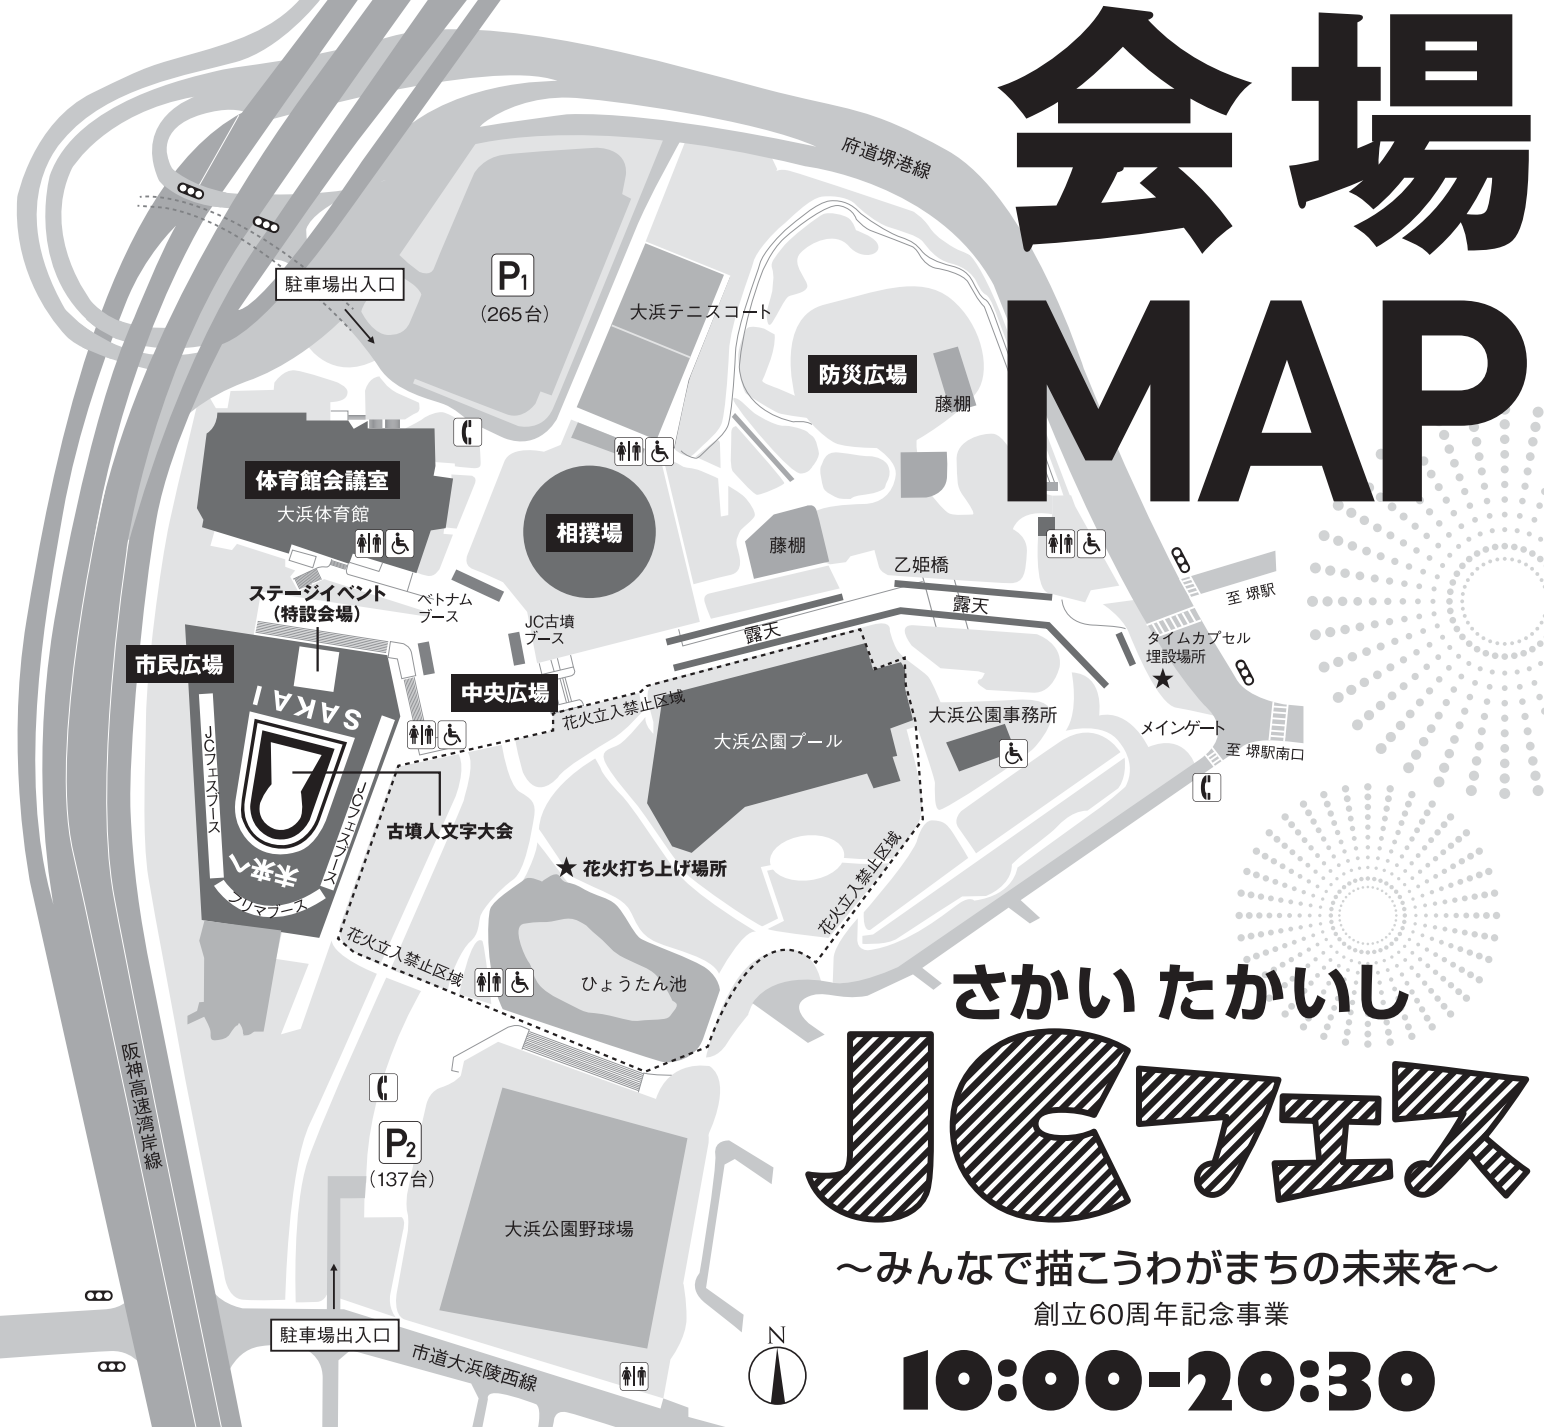 会場
MAP
府道堺港線
駐車場出入口
P1
(265台)
大浜テニスコート
防災広場
藤棚
体育館会議室
大浜体育館
相撲場
藤棚
乙姫橋
露天
露天
至 堺駅
ステージイベント
(特設会場)
ベトナム
ブース
JC古墳
ブース
タイムカプセル
埋設場所
★
市民広場
中央広場
花火立入禁止区域
大浜公園プール
大浜公園事務所
メインゲート
至 堺駅南口
SAKAI
JCフェスブース
JCフェスブース
古墳人文字大会
★ 花火打ち上げ場所
未来へ
フリマブース
花火立入禁止区域
花火立入禁止区域
ひょうたん池
さかい たかいし
JCフェス
阪神高速湾岸線
P2
(137台)
大浜公園野球場
〜みんなで描こうわがまちの未来を〜
創立60周年記念事業
駐車場出入口
市道大浜陵西線
N
10:00-20:30